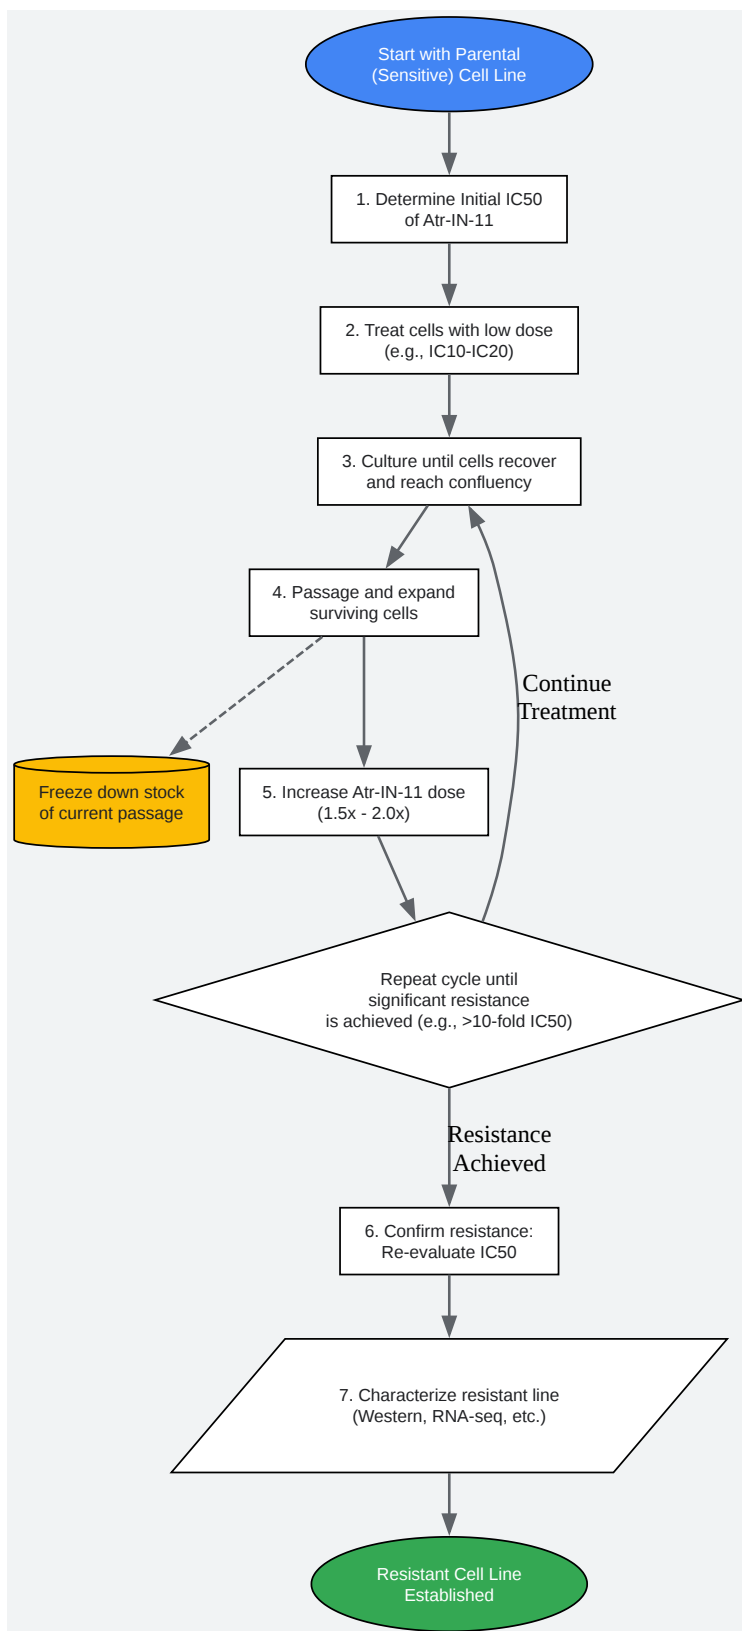 Start with Parental
(Sensitive) Cell Line
1. Determine Initial IC50
of Atr-IN-11
2. Treat cells with low dose
(e.g., IC10-IC20)
3. Culture until cells recover
and reach confluency
4. Passage and expand
surviving cells
Continue
Treatment
Freeze down stock
of current passage
5. Increase Atr-IN-11 dose
(1.5x - 2.0x)
Repeat cycle until
significant resistance
is achieved (e.g., >10-fold IC50)
Resistance
Achieved
6. Confirm resistance:
Re-evaluate IC50
7. Characterize resistant line
(Western, RNA-seq, etc.)
Resistant Cell Line
Established